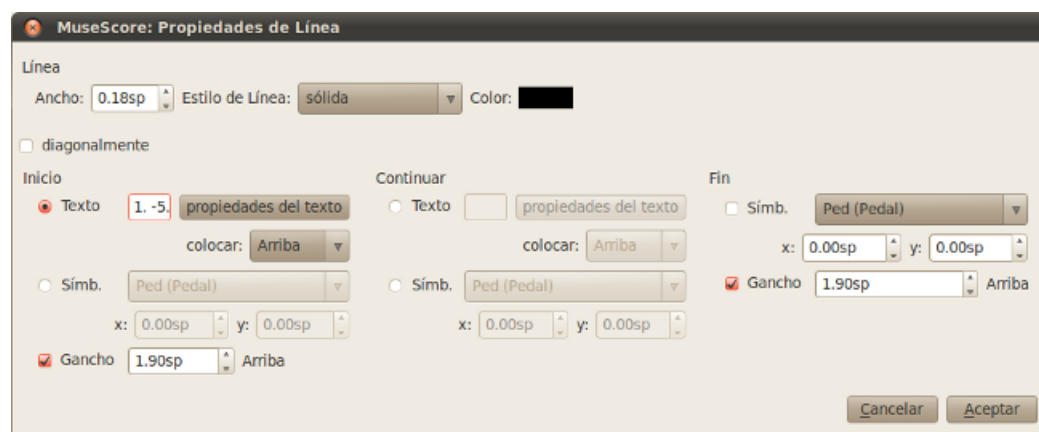 MuseScore: Propiedades de Línea
Línea
Ancho: 0.18sp Estilo de Línea: sólida Color:
diagonalmente
Inicio Continuar Fin
Texto 1. -5. propiedades del texto Texto propiedades del texto Símb. Ped (Pedal)
colocar: Arriba colocar: Arriba x: 0.00sp y: 0.00sp
Símb. Ped (Pedal) Símb. Ped (Pedal) Gancho 1.90sp Arriba
x: 0.00sp y: 0.00sp x: 0.00sp y: 0.00sp
Gancho 1.90sp Arriba
Cancelar Aceptar